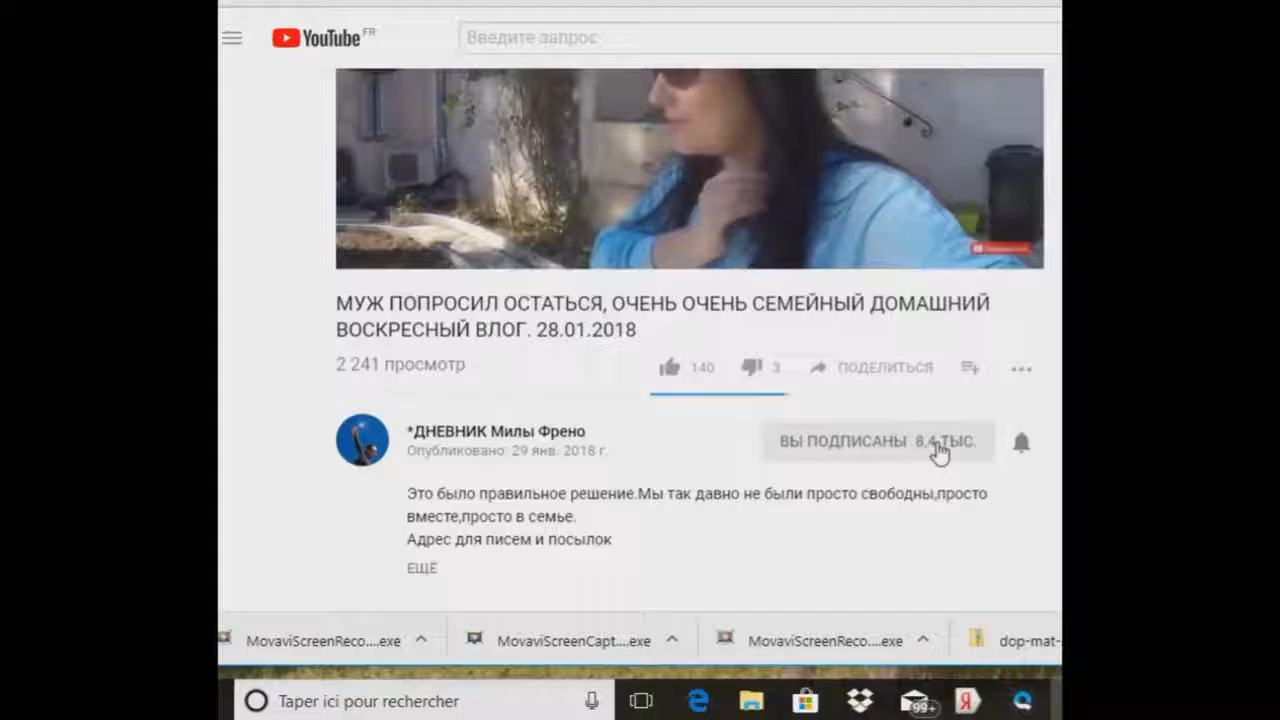 YouTube FR
Введите запрос
МУЖ ПОПРОСИЛ ОСТАТЬСЯ, ОЧЕНЬ ОЧЕНЬ СЕМЕЙНЫЙ ДОМАШНИЙ
ВОСКРЕСНЫЙ ВЛОГ. 28.01.2018
2 241 просмотр
140 3 ПОДЕЛИТЬСЯ
*ДНЕВНИК Милы Френо
Опубликовано: 29 янв. 2018 г.
ВЫ ПОДПИСАНЫ 8,4 ТЫС.
Это было правильное решение.Мы так давно не были просто свободны,просто
вместе,просто в семье.
Адрес для писем и посылок
ЕЩЁ
MovaviScreenReco....exe MovaviScreenCapt....exe MovaviScreenReco....exe dop-mat-
Taper ici pour rechercher 99+ Я